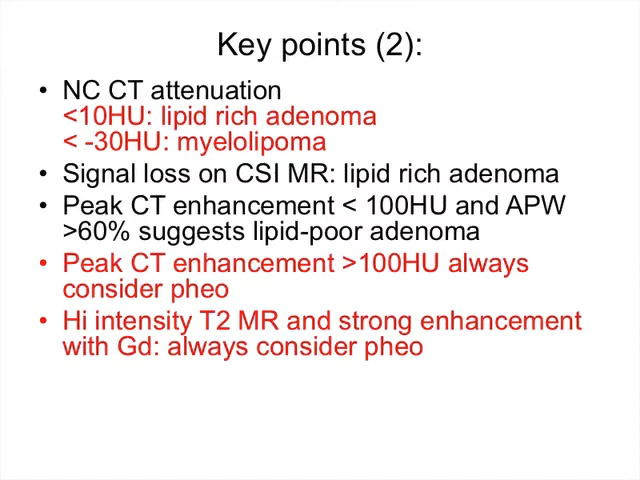 Key points (2):
• NC CT attenuation
<10HU: lipid rich adenoma
< -30HU: myelolipoma
• Signal loss on CSI MR: lipid rich adenoma
• Peak CT enhancement < 100HU and APW
>60% suggests lipid-poor adenoma
• Peak CT enhancement >100HU always
consider pheo
• Hi intensity T2 MR and strong enhancement
with Gd: always consider pheo